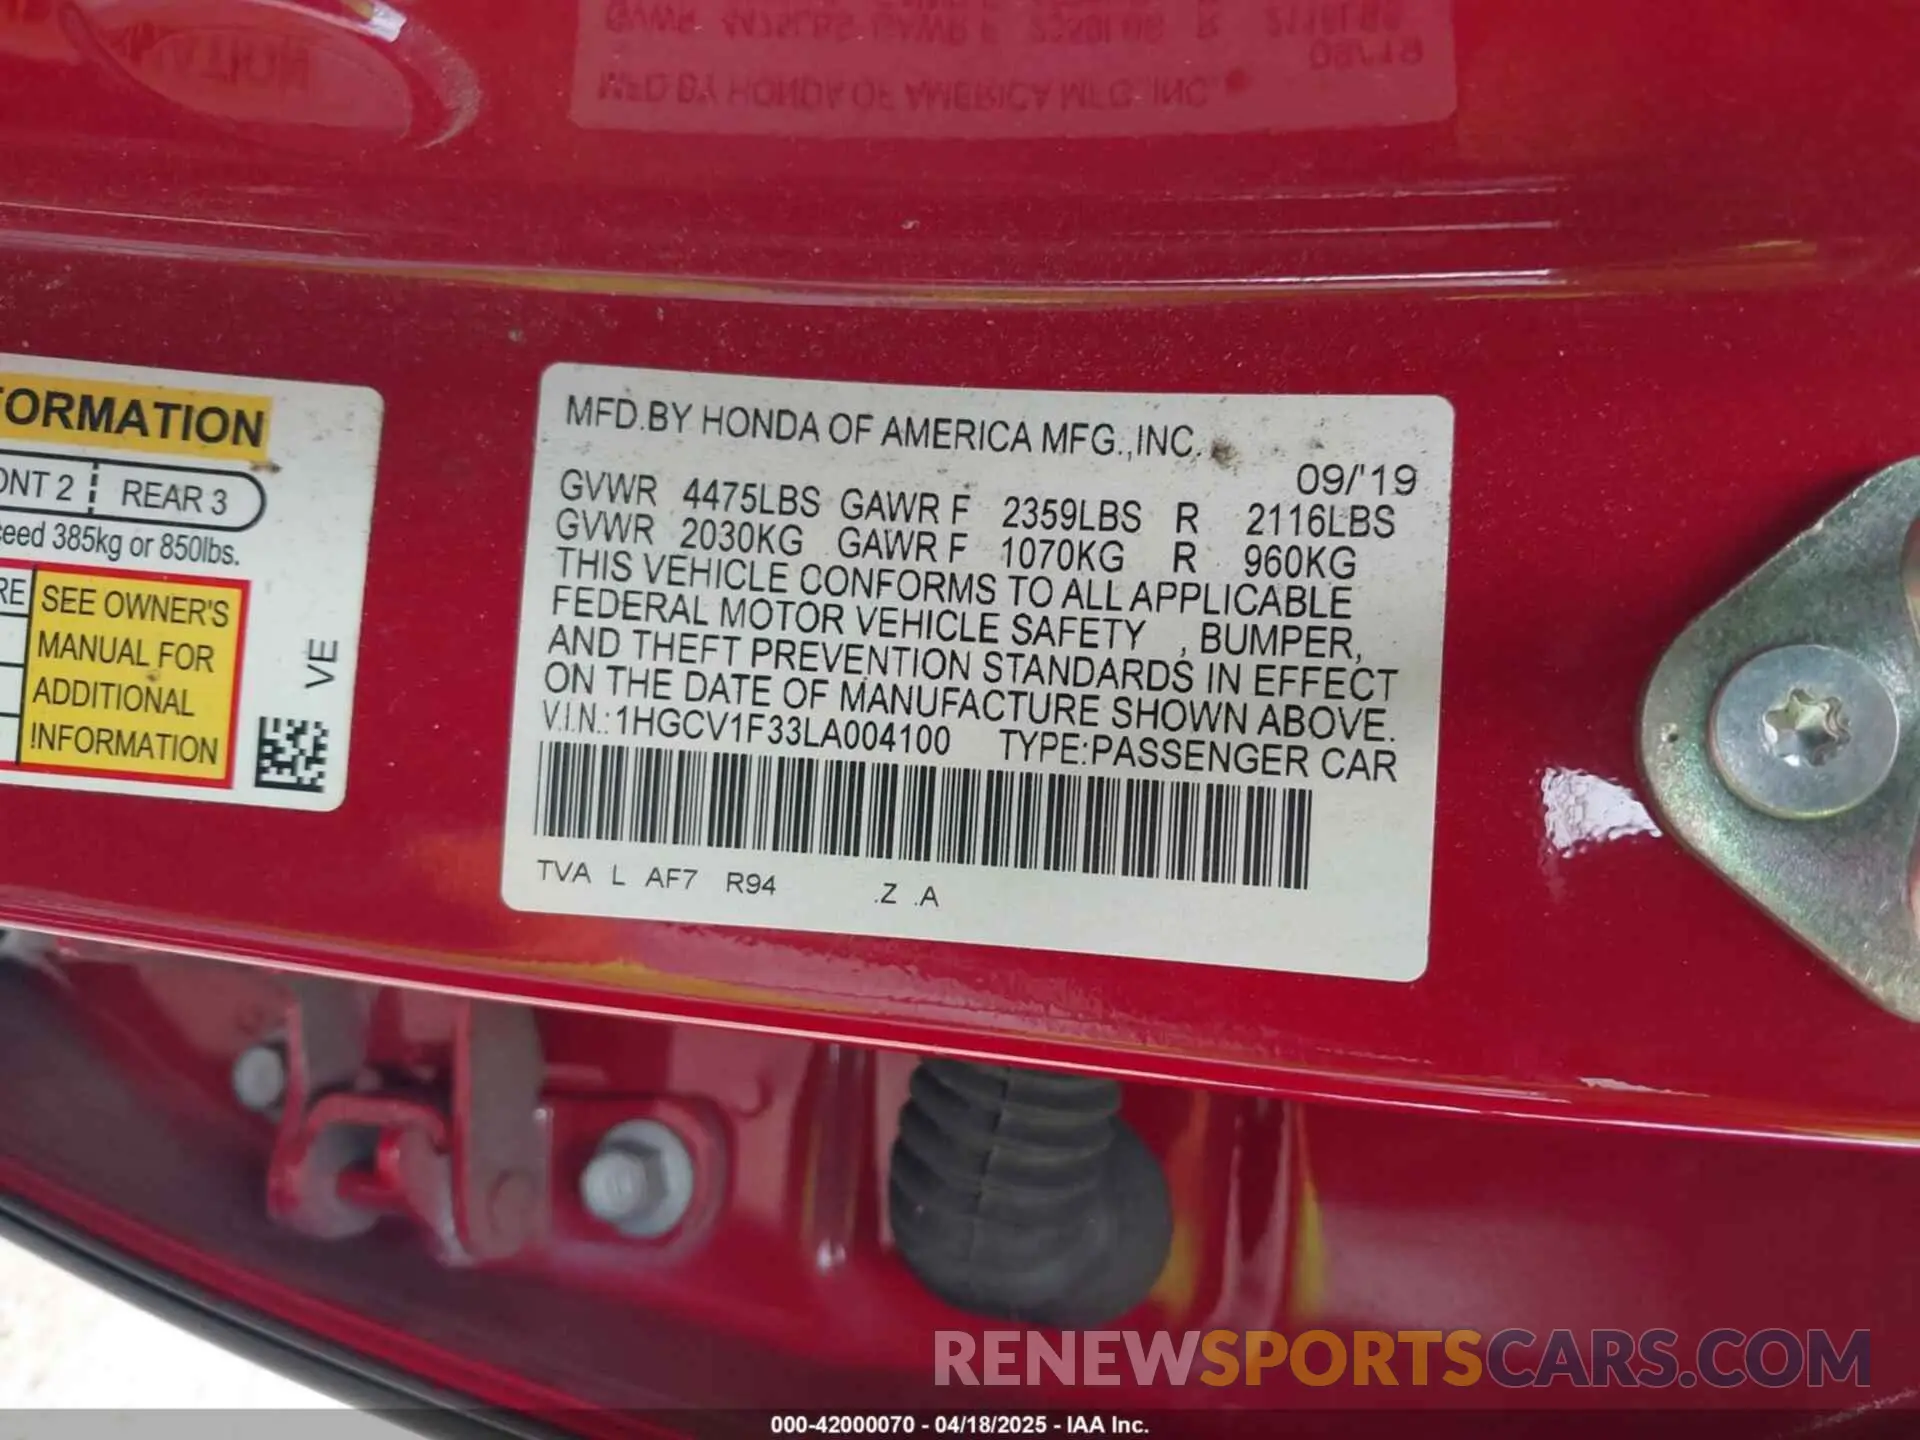 FORMATION
ONT 2 REAR 3
ceed 385kg or 850lbs.
RE
SEE OWNER'S
MANUAL FOR
ADDITIONAL
INFORMATION
VE
MFD.BY HONDA OF AMERICA MFG.,INC.
09/'19
GVWR 4475LBS GAWR F 2359LBS R 2116LBS
GVWR 2030KG GAWR F 1070KG R 960KG
THIS VEHICLE CONFORMS TO ALL APPLICABLE
FEDERAL MOTOR VEHICLE SAFETY , BUMPER,
AND THEFT PREVENTION STANDARDS IN EFFECT
ON THE DATE OF MANUFACTURE SHOWN ABOVE.
V.I.N.:1HGCV1F33LA004100 TYPE:PASSENGER CAR
TVA L AF7 R94 .Z .A
RENEWSPORTSCARS.COM
000-42000070 - 04/18/2025 - IAA Inc.